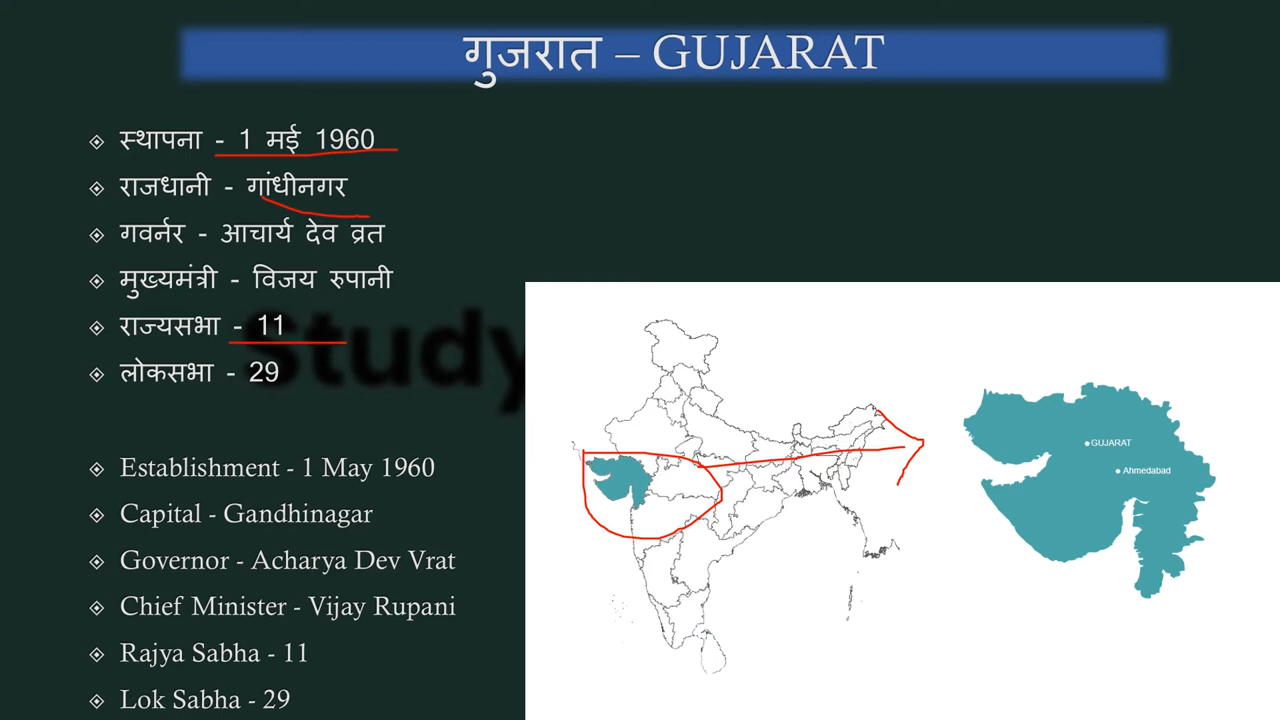 गुजरात – GUJARAT
स्थापना - 1 मई 1960
राजधानी - गांधीनगर
गवर्नर - आचार्य देव व्रत
मुख्यमंत्री - विजय रुपानी
राज्यसभा - 11
लोकसभा - 29
Study
Establishment - 1 May 1960
Capital - Gandhinagar
Governor - Acharya Dev Vrat
Chief Minister - Vijay Rupani
Rajya Sabha - 11
Lok Sabha - 29
GUJARAT
Ahmedabad